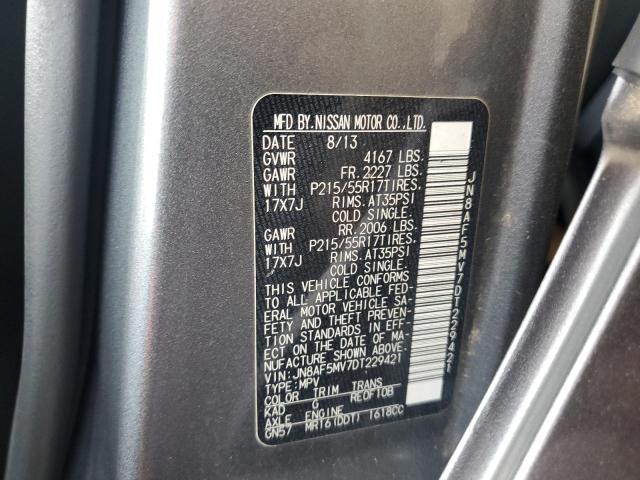 MFD BY.NISSAN MOTOR CO.,LTD.
DATE 8/13
GVWR 4167 LBS.
GAWR FR. 2227 LBS.
WITH P215/55R17TIRES.
17X7J RIMS. AT35PSI
COLD SINGLE.
GAWR RR. 2006 LBS.
WITH P215/55R17TIRES.
17X7J RIMS. AT35PSI
COLD SINGLE.
THIS VEHICLE CONFORMS
TO ALL APPLICABLE FED-
ERAL MOTOR VEHICLE SA-
FETY AND THEFT PREVEN-
TION STANDARDS IN EFF-
ECT ON THE DATE OF MA-
NUFACTURE SHOWN ABOVE.
VIN: JN8AF5MV7DT229421
TYPE: MPV
COLOR TRIM TRANS
KAD G RE0F10B
AXLE ENGINE
GN57 MR16(DDT) 1618CC
JN8AF5MV7DT229421